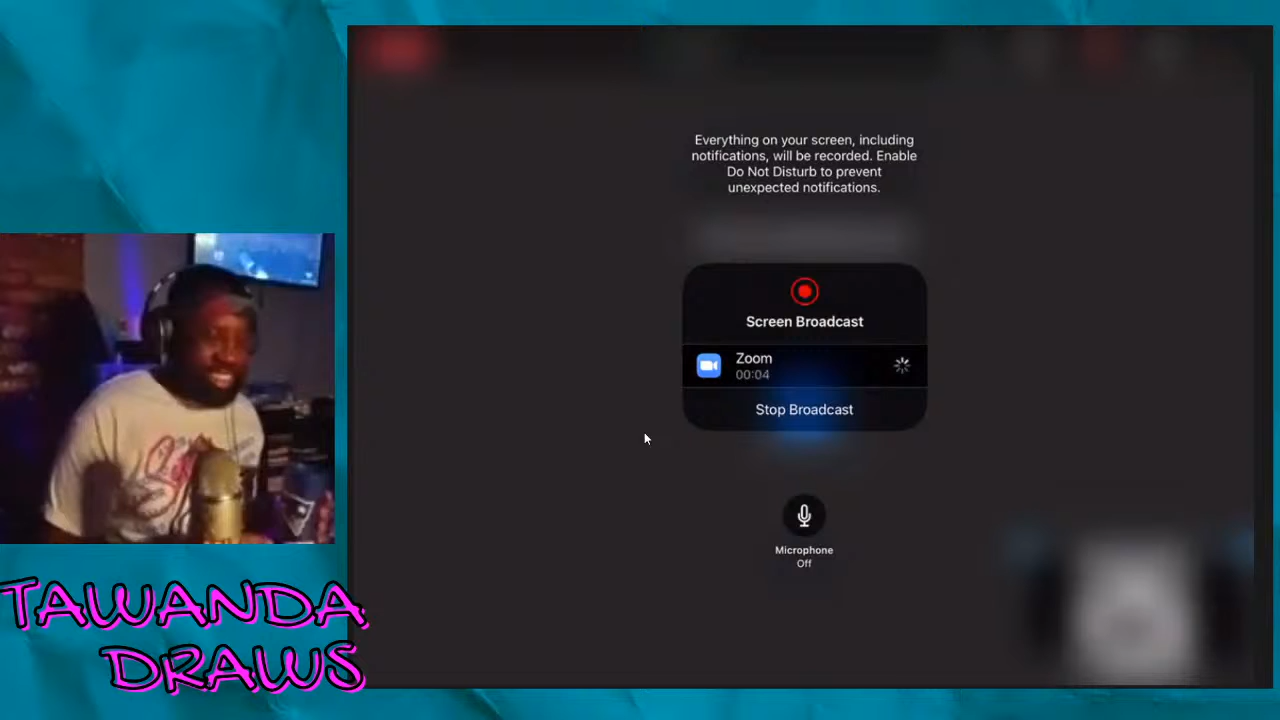 Everything on your screen, including
notifications, will be recorded. Enable
Do Not Disturb to prevent
unexpected notifications.
Screen Broadcast
Zoom
00:04
Stop Broadcast
Microphone
Off
TAWANDA
DRAWS